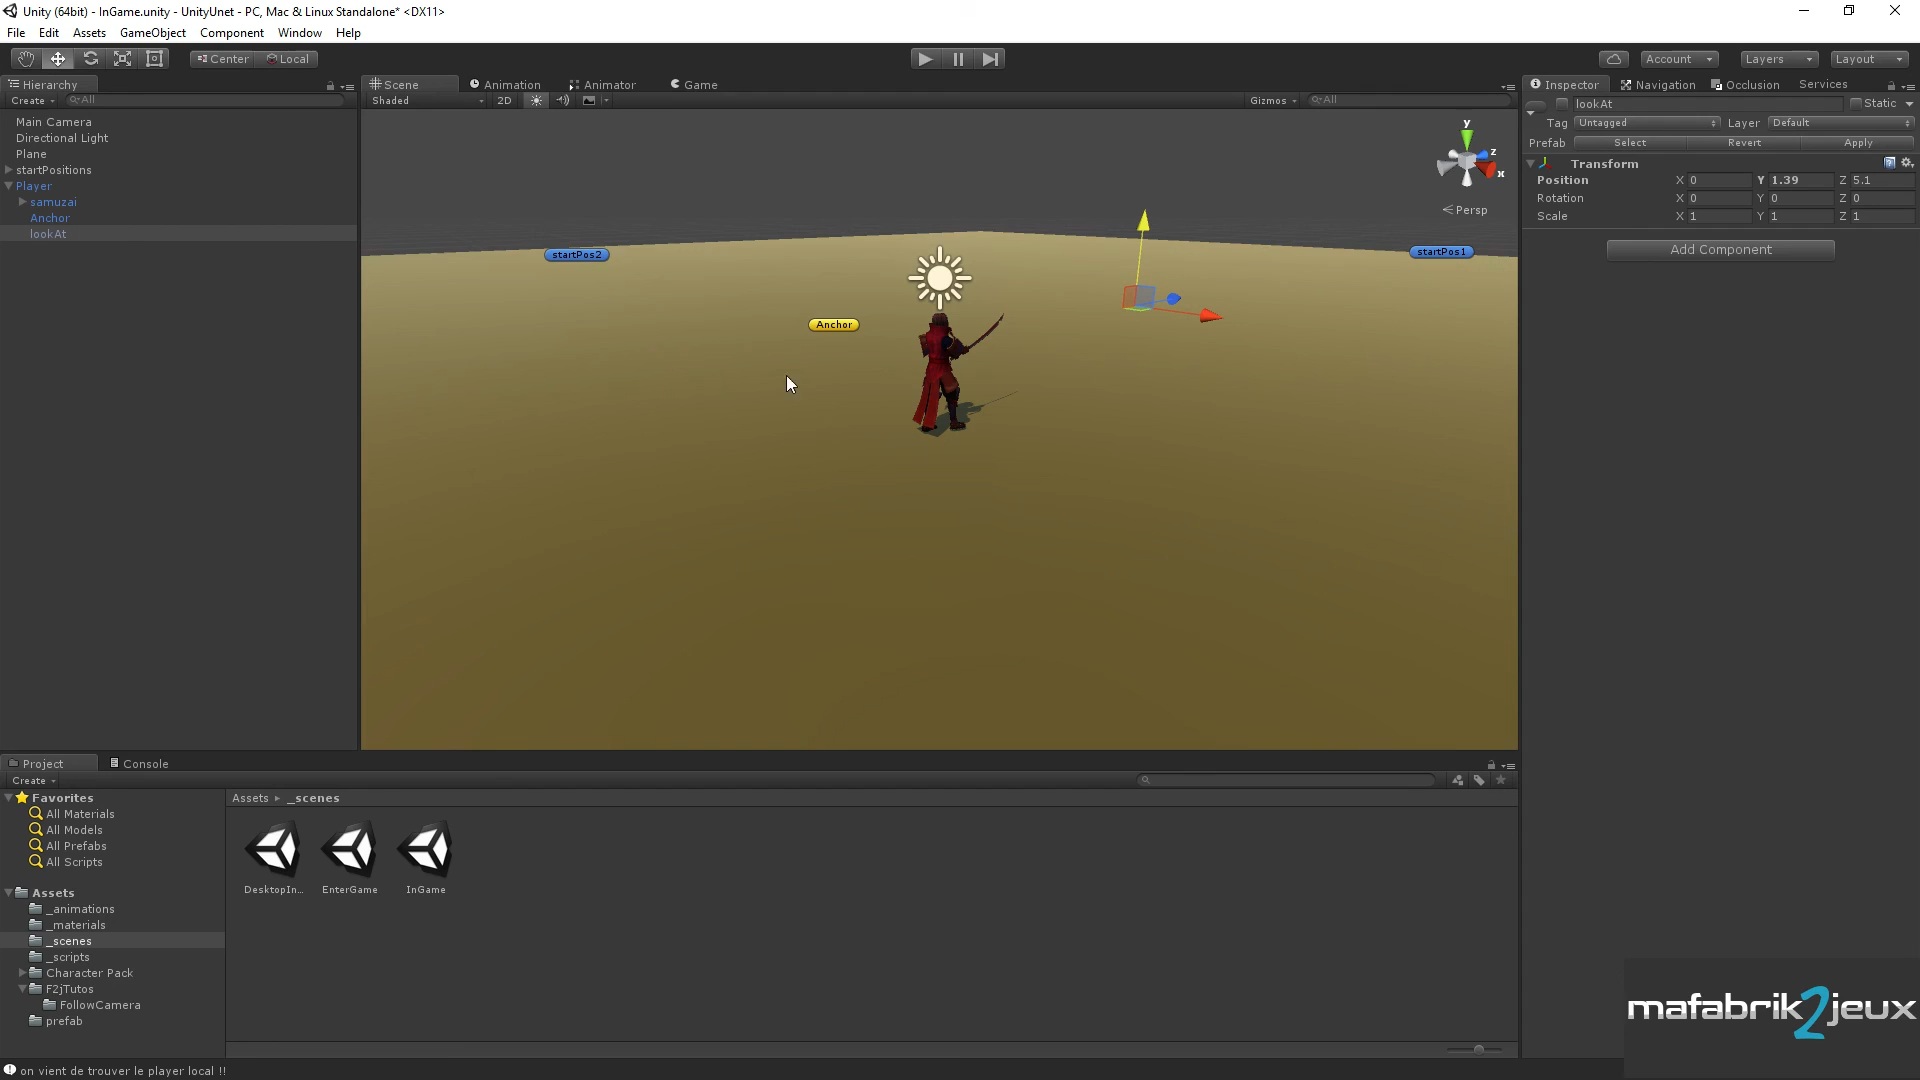 Unity (64bit) - InGame.unity - UnityUnet - PC, Mac & Linux Standalone* <DX11>
File Edit Assets GameObject Component Window Help
Center Local Account Layers Layout
Hierarchy
Create All
Main Camera
Directional Light
Plane
startPositions
Player
samuzai
Anchor
lookAt
Scene Animation Animator Game
Shaded 2D Gizmos All
y
z
x
Persp
startPos2
startPos1
Anchor
Inspector Navigation Occlusion Services
lookAt Static
Tag Untagged Layer Default
Prefab Select Revert Apply
Transform
Position X 0 Y 1.39 Z 5.1
Rotation X 0 Y 0 Z 0
Scale X 1 Y 1 Z 1
Add Component
Project Console
Create
Favorites
All Materials
All Models
All Prefabs
All Scripts
Assets
_animations
_materials
_scenes
_scripts
Character Pack
F2jTutos
FollowCamera
prefab
Assets ▸ _scenes
DesktopIn... EnterGame InGame
on vient de trouver le player local !!
mafabrik2jeux